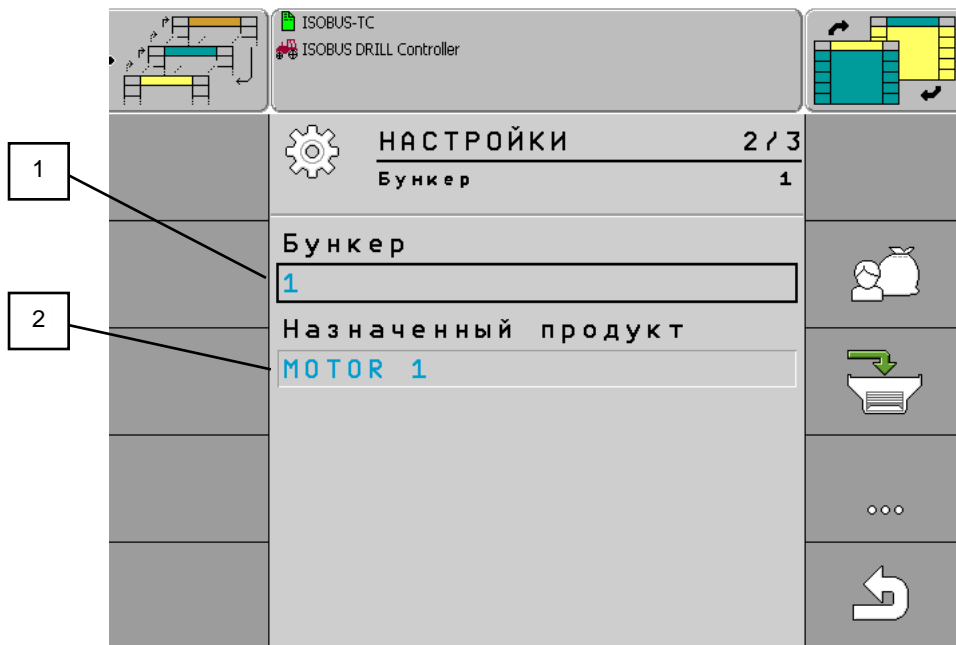 ISOBUS-TC
ISOBUS DRILL Controller
НАСТРОЙКИ 2/3
Бункер 1
1
Бункер
1
2
Назначенный продукт
MOTOR 1